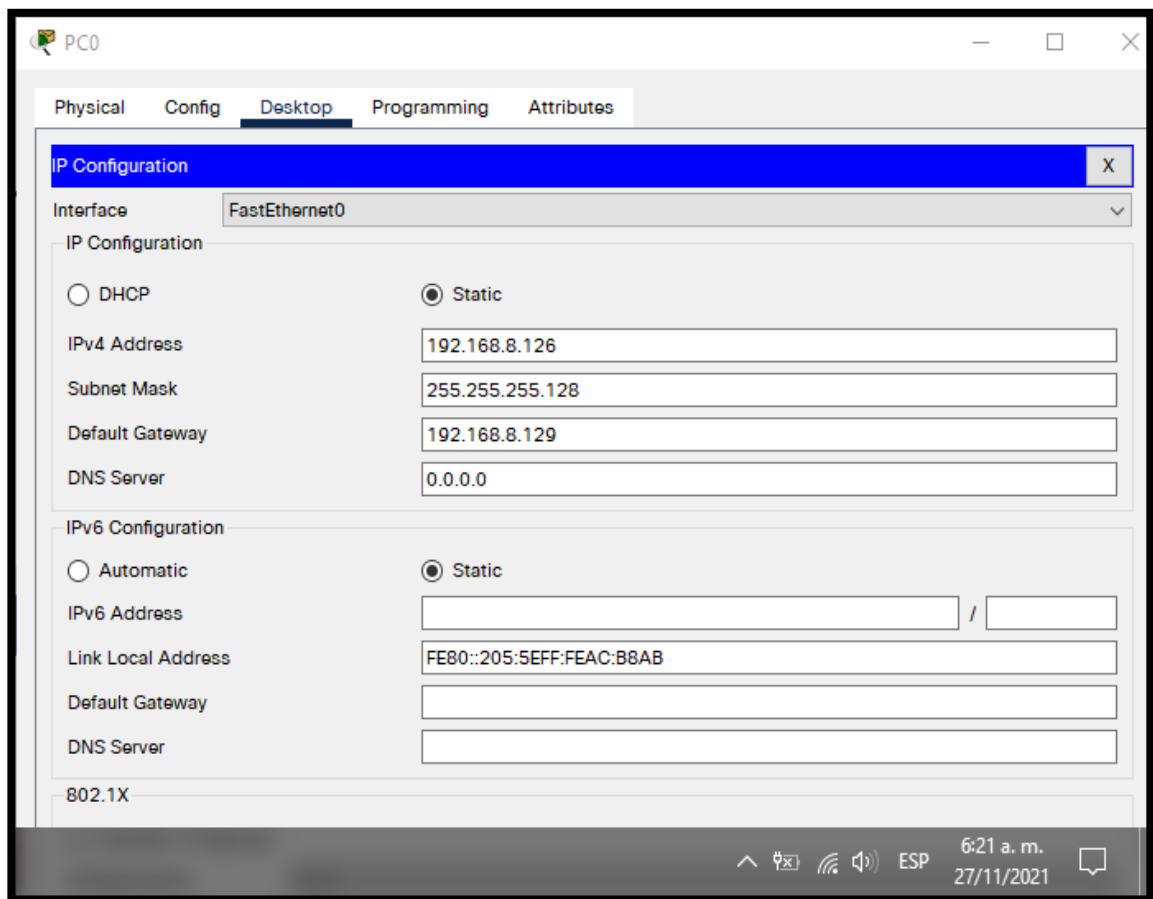 PC0
Physical Config Desktop Programming Attributes
IP Configuration X
Interface FastEthernet0
IP Configuration
DHCP Static
IPv4 Address 192.168.8.126
Subnet Mask 255.255.255.128
Default Gateway 192.168.8.129
DNS Server 0.0.0.0
IPv6 Configuration
Automatic Static
IPv6 Address /
Link Local Address FE80::205:5EFF:FEAC:B8AB
Default Gateway
DNS Server
802.1X
ESP 6:21 a. m.
27/11/2021